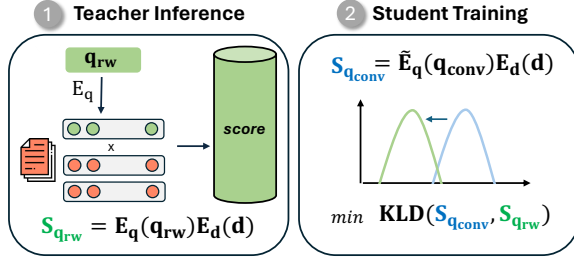 1 Teacher Inference
q_rw
E_q
x
score
S_q_rw = E_q(q_rw)E_d(d)
2 Student Training
S_q_conv = Ẽ_q(q_conv)E_d(d)
min KLD(S_q_conv, S_q_rw)